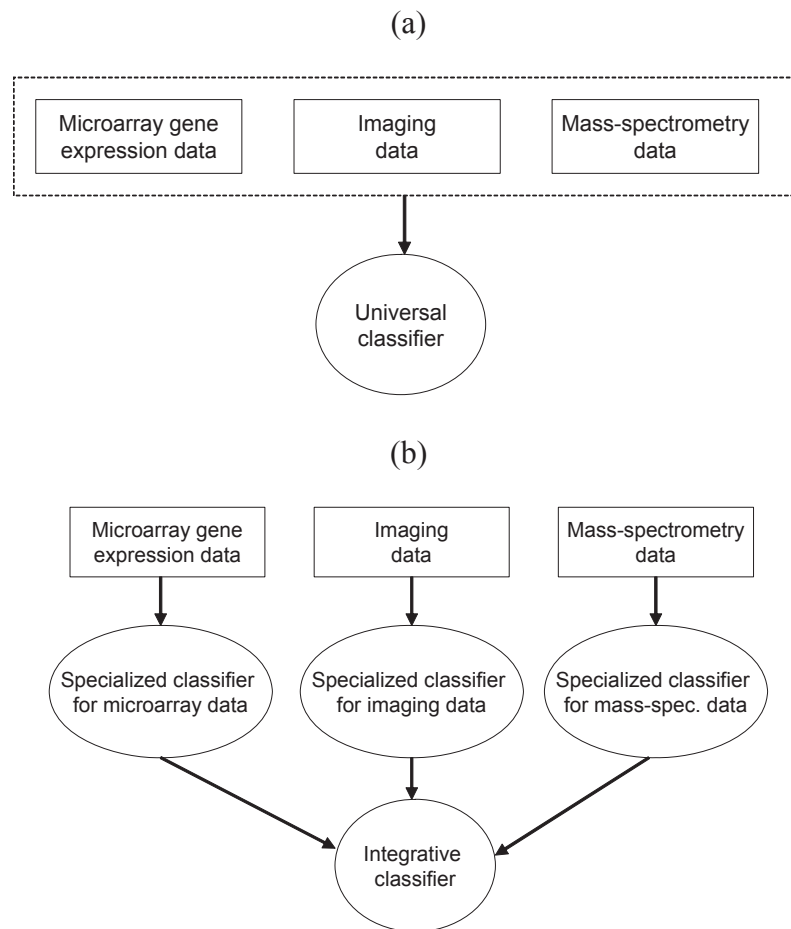 (a)
Microarray gene
expression data
Imaging
data
Mass-spectrometry
data
Universal
classifier
(b)
Microarray gene
expression data
Imaging
data
Mass-spectrometry
data
Specialized classifier
for microarray data
Specialized classifier
for imaging data
Specialized classifier
for mass-spec. data
Integrative
classifier